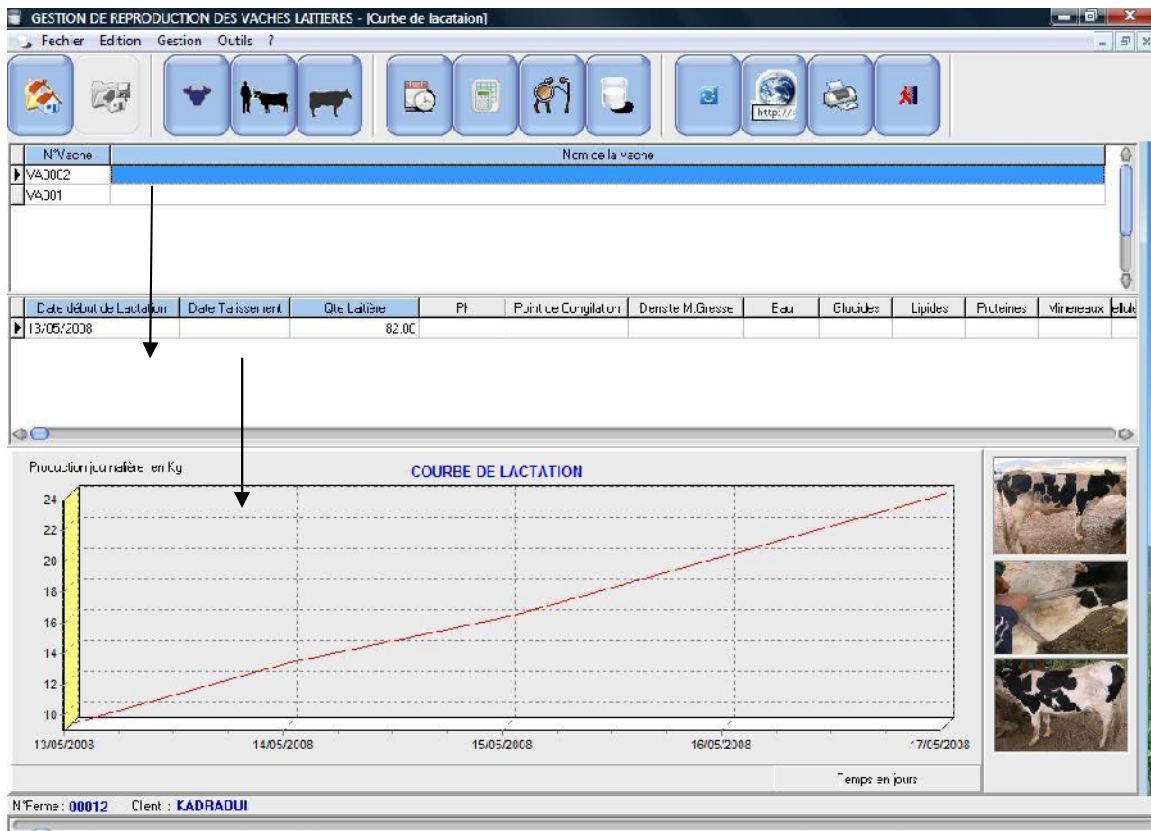 GESTION DE REPRODUCTION DES VACHES LAITIERES - [Curbe de lacataion]
Fechier Edition Gestion Outils ?
http://
N°Vache Nom de la vache
VA0002
VA001
Date début de Lactation Date Tarissement Qte Laitière PH Point de Congilation Densite M.Grasse Eau Glucides Lipides Proteines Minereaux
13/05/2008 82.00
Production journalière en Kg COURBE DE LACTATION
24
22
20
18
16
14
12
10
13/05/2008 14/05/2008 15/05/2008 16/05/2008 17/05/2008
Temps en jours
N°Ferme : 00012 Client : KADRAOUI